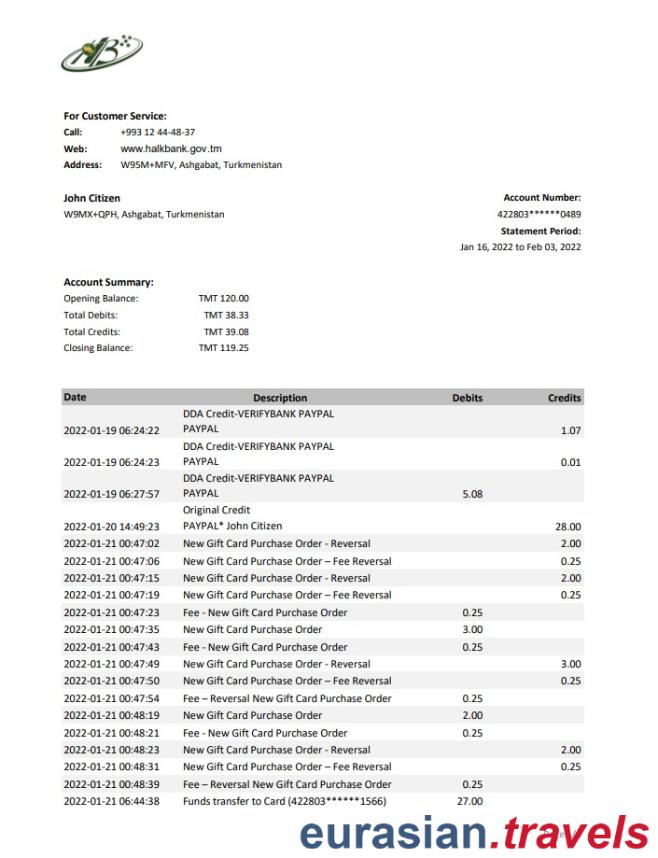 For Customer Service:
Call: +993 12 44-48-37
Web: www.halkbank.gov.tm
Address: W95M+MFV, Ashgabat, Turkmenistan
John Citizen
W9MX+QPH, Ashgabat, Turkmenistan
Account Number:
422803******0489
Statement Period:
Jan 16, 2022 to Feb 03, 2022
Account Summary:
Opening Balance: TMT 120.00
Total Debits: TMT 38.33
Total Credits: TMT 39.08
Closing Balance: TMT 119.25
Date Description Debits Credits
DDA Credit-VERIFYBANK PAYPAL
2022-01-19 06:24:22 PAYPAL 1.07
DDA Credit-VERIFYBANK PAYPAL
2022-01-19 06:24:23 PAYPAL 0.01
DDA Credit-VERIFYBANK PAYPAL
2022-01-19 06:27:57 PAYPAL 5.08
Original Credit
2022-01-20 14:49:23 PAYPAL* John Citizen 28.00
2022-01-21 00:47:02 New Gift Card Purchase Order - Reversal 2.00
2022-01-21 00:47:06 New Gift Card Purchase Order – Fee Reversal 0.25
2022-01-21 00:47:15 New Gift Card Purchase Order - Reversal 2.00
2022-01-21 00:47:19 New Gift Card Purchase Order – Fee Reversal 0.25
2022-01-21 00:47:23 Fee - New Gift Card Purchase Order 0.25
2022-01-21 00:47:35 New Gift Card Purchase Order 3.00
2022-01-21 00:47:43 Fee - New Gift Card Purchase Order 0.25
2022-01-21 00:47:49 New Gift Card Purchase Order - Reversal 3.00
2022-01-21 00:47:50 New Gift Card Purchase Order – Fee Reversal 0.25
2022-01-21 00:47:54 Fee – Reversal New Gift Card Purchase Order 0.25
2022-01-21 00:48:19 New Gift Card Purchase Order 2.00
2022-01-21 00:48:21 Fee - New Gift Card Purchase Order 0.25
2022-01-21 00:48:23 New Gift Card Purchase Order - Reversal 2.00
2022-01-21 00:48:31 New Gift Card Purchase Order – Fee Reversal 0.25
2022-01-21 00:48:39 Fee – Reversal New Gift Card Purchase Order 0.25
2022-01-21 06:44:38 Funds transfer to Card (422803******1566) 27.00
eurasian.travels